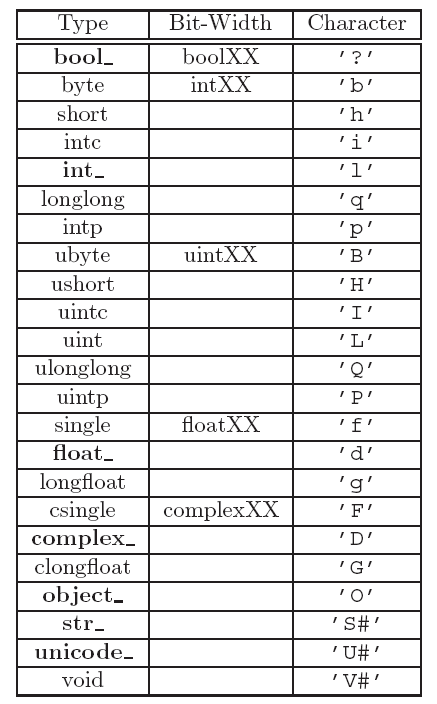 Type Bit-Width Character
bool_ boolXX '?'
byte intXX 'b'
short 'h'
intc 'i'
int_ 'l'
longlong 'q'
intp 'p'
ubyte uintXX 'B'
ushort 'H'
uintc 'I'
uint 'L'
ulonglong 'Q'
uintp 'P'
single floatXX 'f'
float_ 'd'
longfloat 'g'
csingle complexXX 'F'
complex_ 'D'
clongfloat 'G'
object_ 'O'
str_ 'S#'
unicode_ 'U#'
void 'V#'